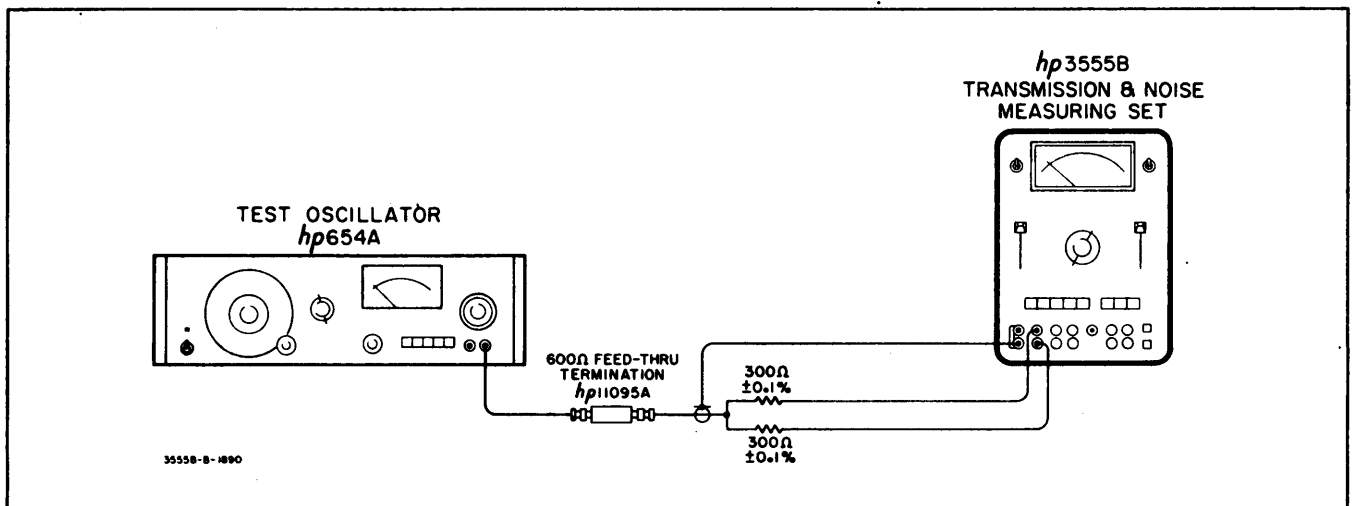 hp3555B
TRANSMISSION & NOISE
MEASURING SET
TEST OSCILLATOR
hp654A
600Ω FEED-THRU
TERMINATION
hp11095A
300Ω
±0.1%
300Ω
±0.1%
3555B-B-1890